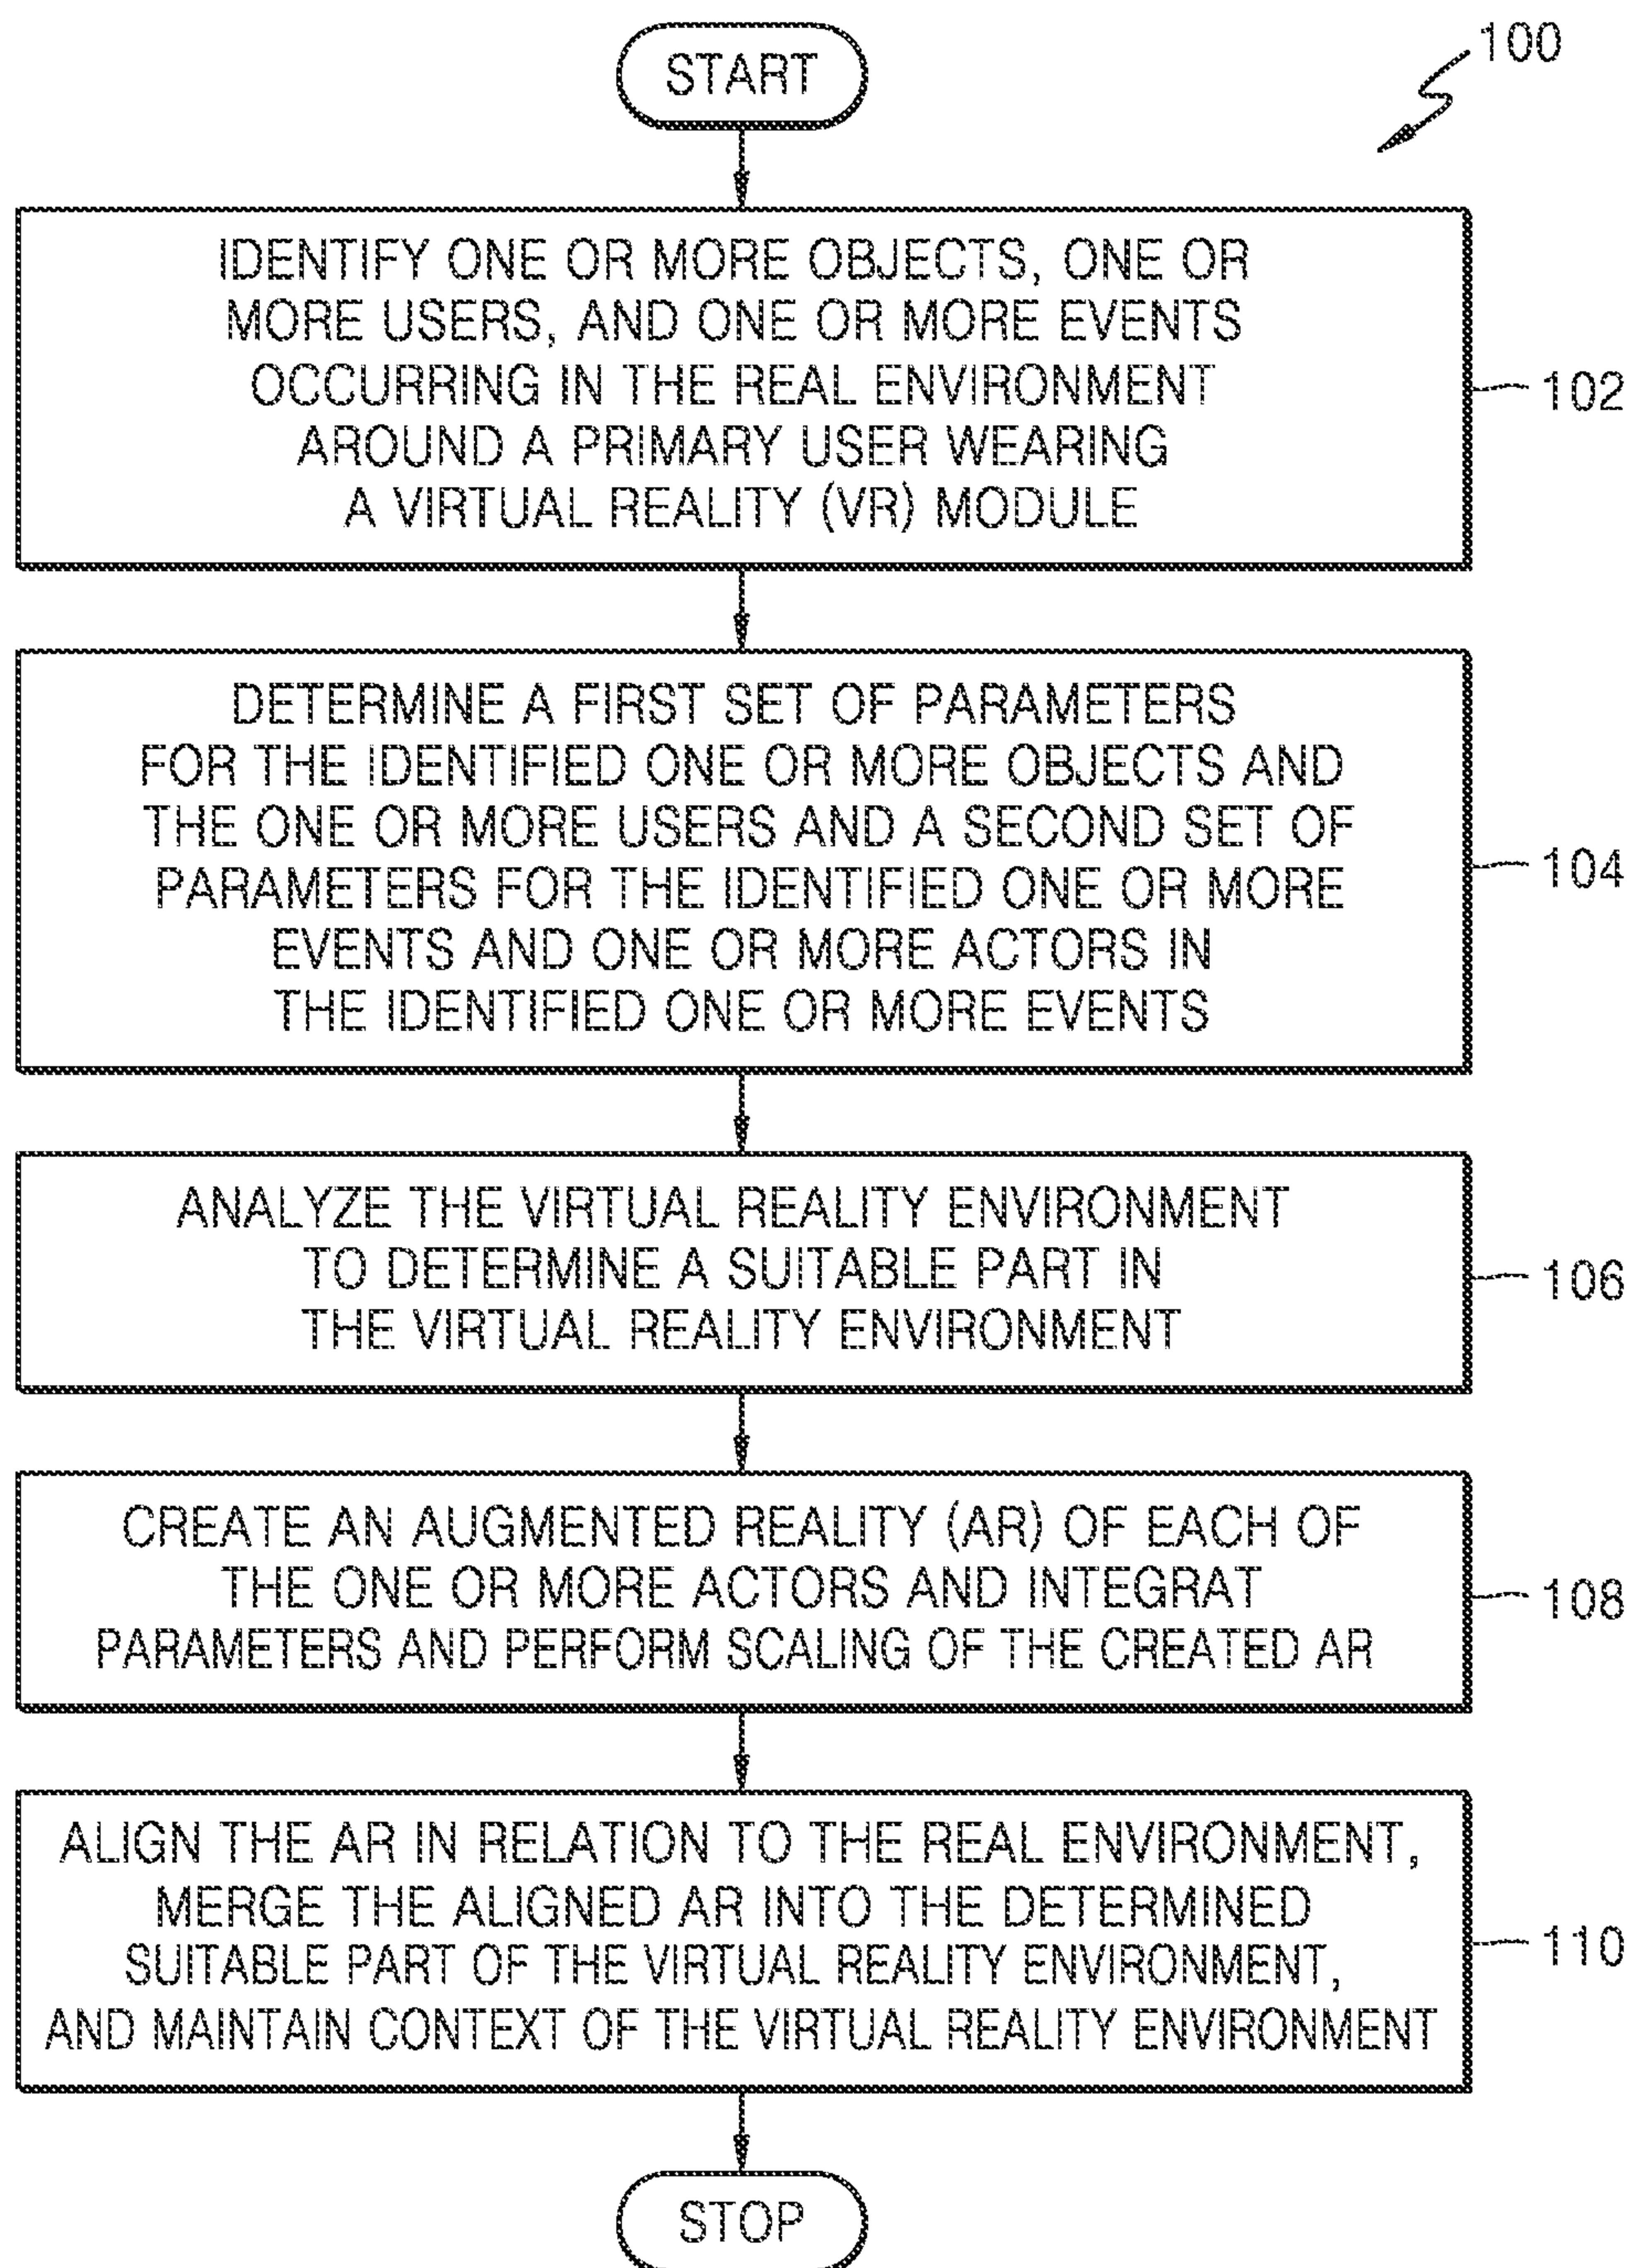 START
100
IDENTIFY ONE OR MORE OBJECTS, ONE OR
MORE USERS, AND ONE OR MORE EVENTS
OCCURRING IN THE REAL ENVIRONMENT
AROUND A PRIMARY USER WEARING
A VIRTUAL REALITY (VR) MODULE
102
DETERMINE A FIRST SET OF PARAMETERS
FOR THE IDENTIFIED ONE OR MORE OBJECTS AND
THE ONE OR MORE USERS AND A SECOND SET OF
PARAMETERS FOR THE IDENTIFIED ONE OR MORE
EVENTS AND ONE OR MORE ACTORS IN
THE IDENTIFIED ONE OR MORE EVENTS
104
ANALYZE THE VIRTUAL REALITY ENVIRONMENT
TO DETERMINE A SUITABLE PART IN
THE VIRTUAL REALITY ENVIRONMENT
106
CREATE AN AUGMENTED REALITY (AR) OF EACH OF
THE ONE OR MORE ACTORS AND INTEGRAT
PARAMETERS AND PERFORM SCALING OF THE CREATED AR
108
ALIGN THE AR IN RELATION TO THE REAL ENVIRONMENT,
MERGE THE ALIGNED AR INTO THE DETERMINED
SUITABLE PART OF THE VIRTUAL REALITY ENVIRONMENT,
AND MAINTAIN CONTEXT OF THE VIRTUAL REALITY ENVIRONMENT
110
STOP